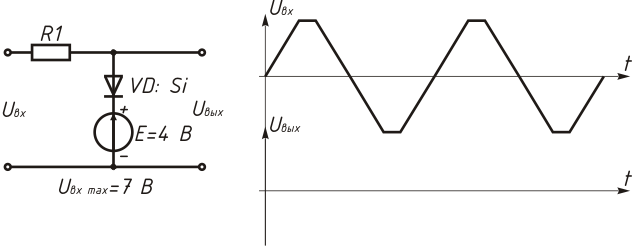 R1
VD: Si
Uвх
+
E=4 В
−
Uвых
Uвх max=7 В
Uвх
t
Uвых
t